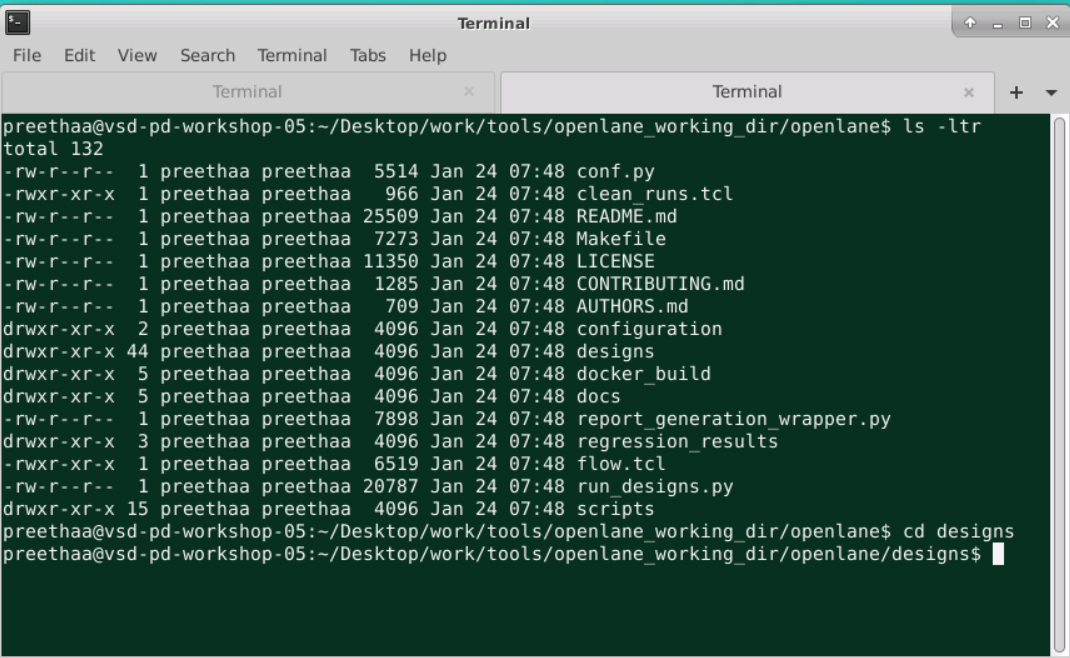 Terminal
File Edit View Search Terminal Tabs Help
Terminal Terminal
preethaa@vsd-pd-workshop-05:~/Desktop/work/tools/openlane_working_dir/openlane$ ls -ltr
total 132
-rw-r--r--  1 preethaa preethaa  5514 Jan 24 07:48 conf.py
-rwxr-xr-x  1 preethaa preethaa   966 Jan 24 07:48 clean_runs.tcl
-rw-r--r--  1 preethaa preethaa 25509 Jan 24 07:48 README.md
-rw-r--r--  1 preethaa preethaa  7273 Jan 24 07:48 Makefile
-rw-r--r--  1 preethaa preethaa 11350 Jan 24 07:48 LICENSE
-rw-r--r--  1 preethaa preethaa  1285 Jan 24 07:48 CONTRIBUTING.md
-rw-r--r--  1 preethaa preethaa   709 Jan 24 07:48 AUTHORS.md
drwxr-xr-x  2 preethaa preethaa  4096 Jan 24 07:48 configuration
drwxr-xr-x 44 preethaa preethaa  4096 Jan 24 07:48 designs
drwxr-xr-x  5 preethaa preethaa  4096 Jan 24 07:48 docker_build
drwxr-xr-x  5 preethaa preethaa  4096 Jan 24 07:48 docs
-rw-r--r--  1 preethaa preethaa  7898 Jan 24 07:48 report_generation_wrapper.py
drwxr-xr-x  3 preethaa preethaa  4096 Jan 24 07:48 regression_results
-rwxr-xr-x  1 preethaa preethaa  6519 Jan 24 07:48 flow.tcl
-rw-r--r--  1 preethaa preethaa 20787 Jan 24 07:48 run_designs.py
drwxr-xr-x 15 preethaa preethaa  4096 Jan 24 07:48 scripts
preethaa@vsd-pd-workshop-05:~/Desktop/work/tools/openlane_working_dir/openlane$ cd designs
preethaa@vsd-pd-workshop-05:~/Desktop/work/tools/openlane_working_dir/openlane/designs$